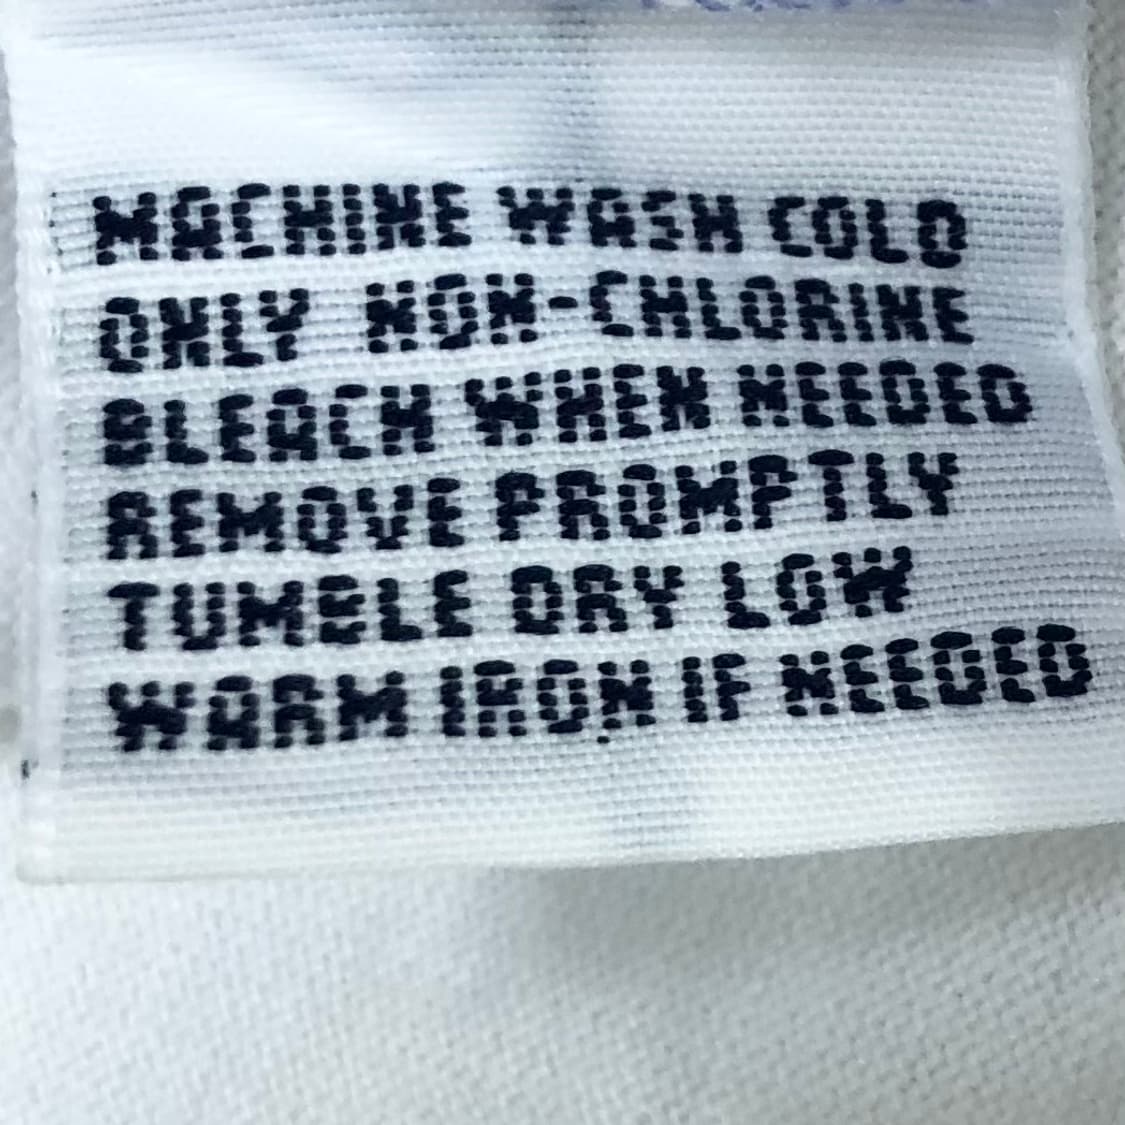 MACHINE WASH COLD
ONLY NON-CHLORINE
BLEACH WHEN NEEDED
REMOVE PROMPTLY
TUMBLE DRY LOW
WARM IRON IF NEEDED